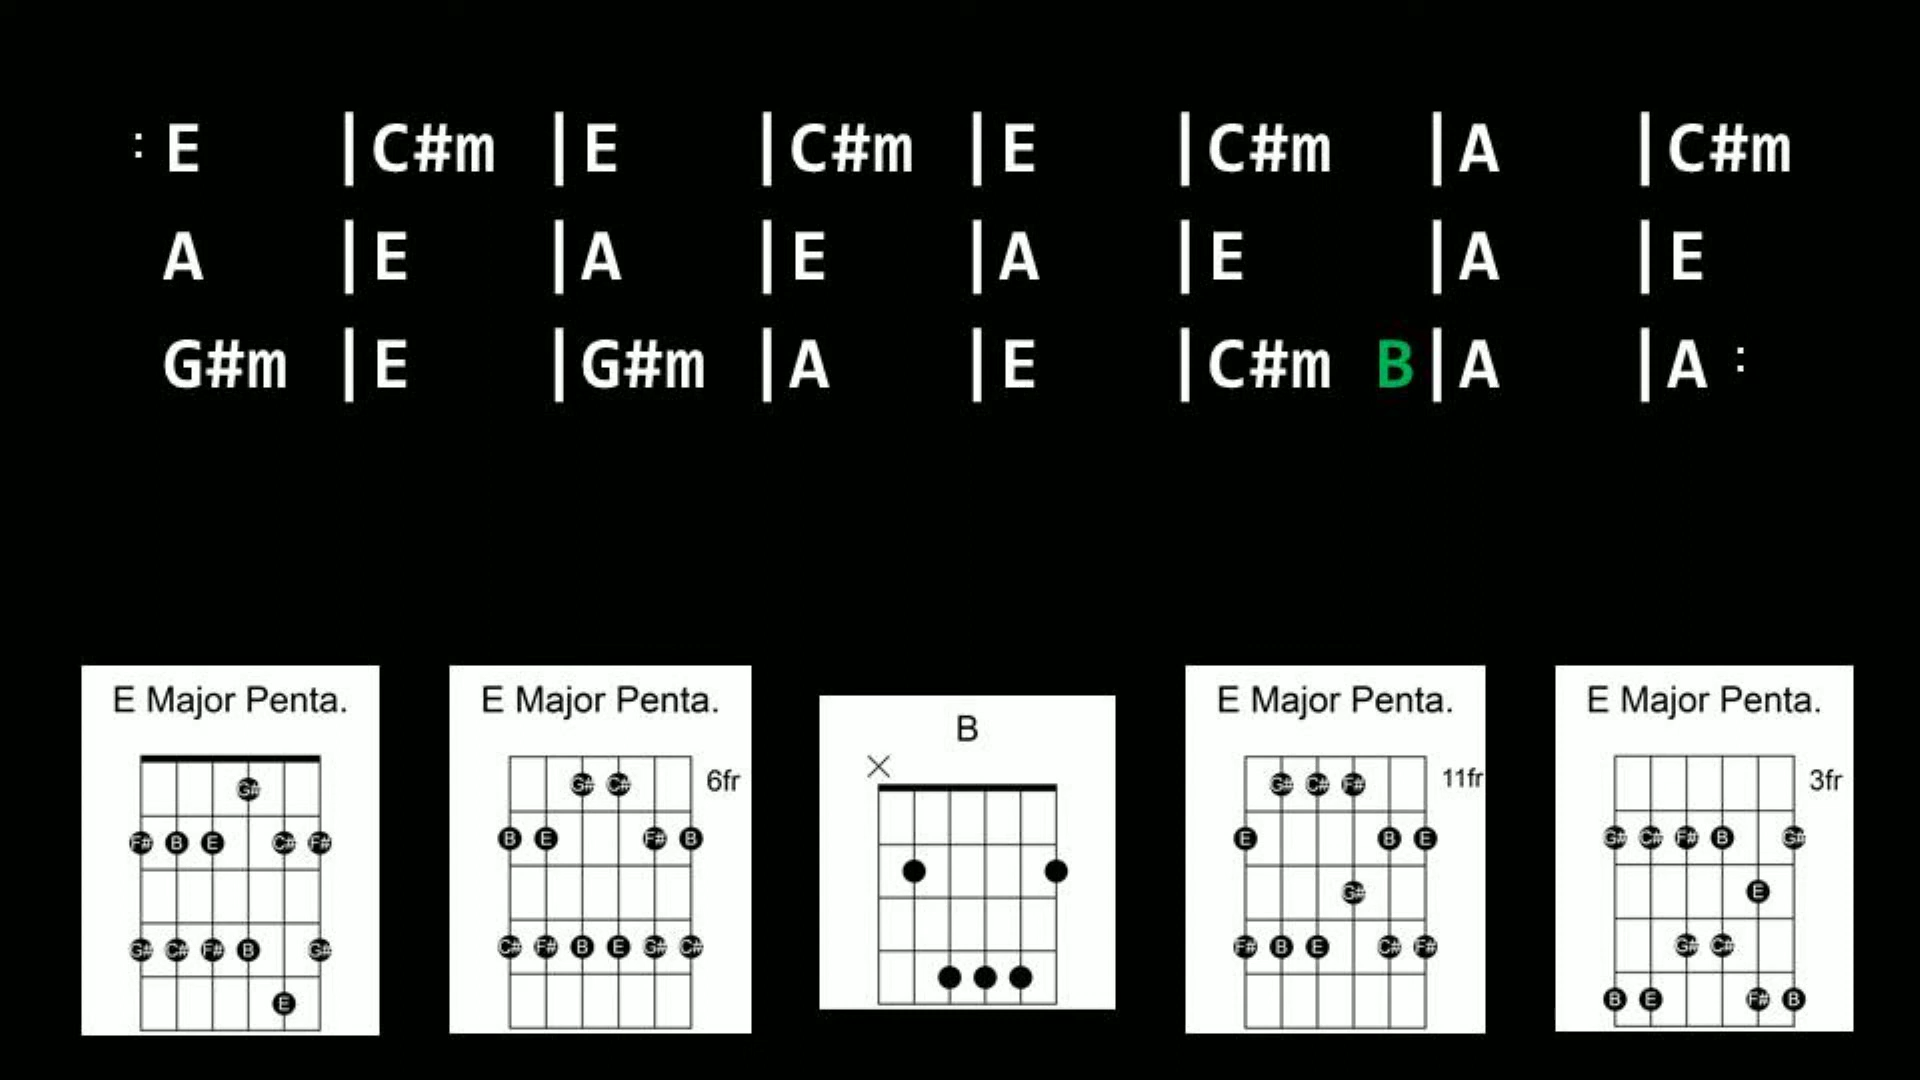 : E |C#m |E |C#m |E |C#m |A |C#m
A |E |A |E |A |E |A |E
G#m |E |G#m |A |E |C#m B |A |A :
E Major Penta.
G#
F# B E C# F#
G# C# F# B G#
E
E Major Penta.
G# C# 6fr
B E F# B
C# F# B E G# C#
B
X
E Major Penta.
G# C# F# 11fr
E B E
G#
F# B E C# F#
E Major Penta.
3fr
G# C# F# B G#
E
G# C#
B E F# B